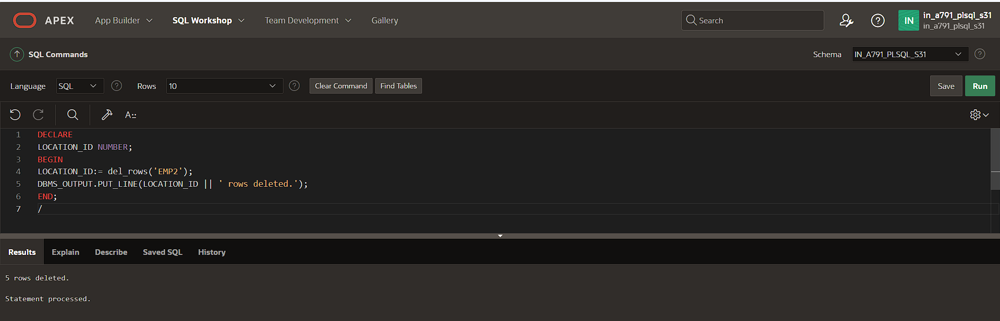 APEX App Builder SQL Workshop Team Development Gallery Search IN in_a791_plsql_s31
in_a791_plsql_s31
SQL Commands Schema IN_A791_PLSQL_S31
Language SQL Rows 10 Clear Command Find Tables Save Run
A::
1 DECLARE
2 LOCATION_ID NUMBER;
3 BEGIN
4 LOCATION_ID:= del_rows('EMP2');
5 DBMS_OUTPUT.PUT_LINE(LOCATION_ID || ' rows deleted.');
6 END;
7 /
Results Explain Describe Saved SQL History
5 rows deleted.
Statement processed.